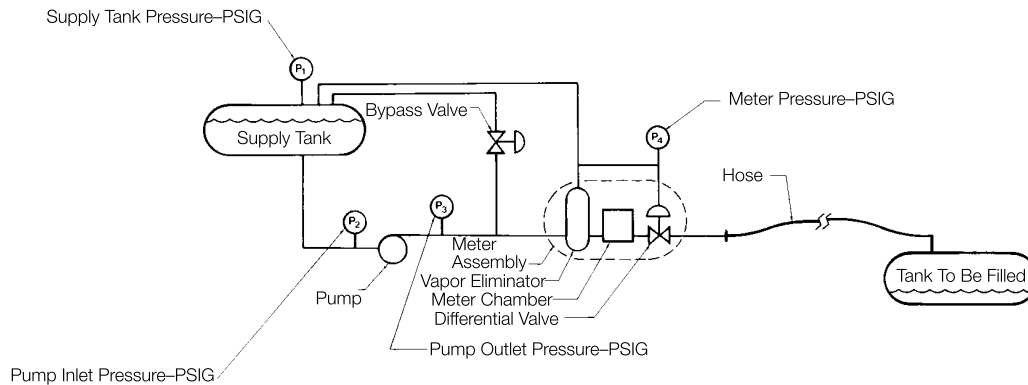 Supply Tank Pressure–PSIG
P1
Bypass Valve
Supply Tank
Meter Pressure–PSIG
P4
Hose
P2
P3
Meter
Assembly
Vapor Eliminator
Meter Chamber
Differential Valve
Pump
Tank To Be Filled
Pump Outlet Pressure–PSIG
Pump Inlet Pressure–PSIG